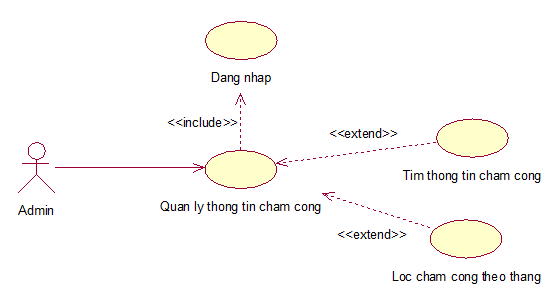 Dang nhap
<<include>>
<<extend>>
Tim thong tin cham cong
Admin
Quan ly thong tin cham cong
<<extend>>
Loc cham cong theo thang